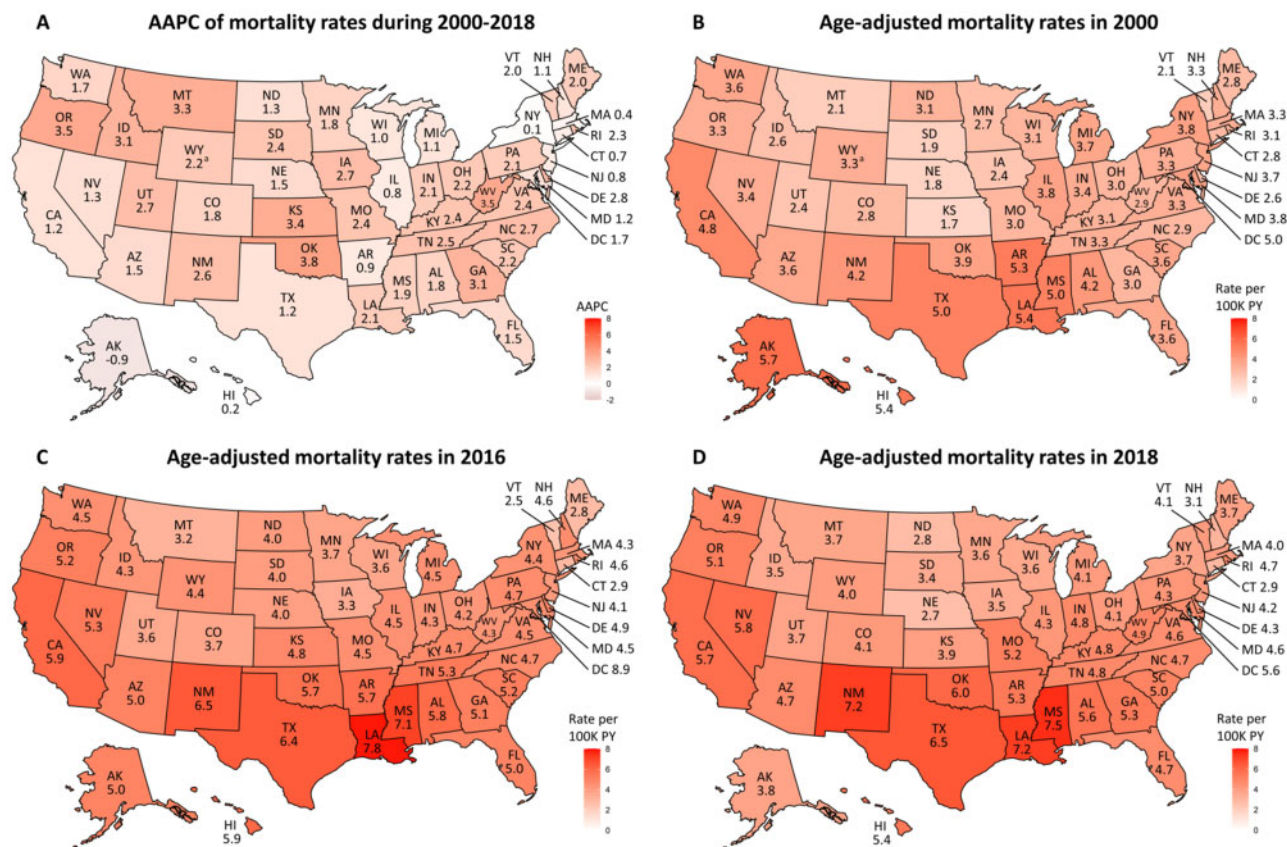 A AAPC of mortality rates during 2000-2018
WA
1.7
OR
3.5
CA
1.2
NV
1.3
ID
3.1
MT
3.3
WY
2.2ª
UT
2.7
AZ
1.5
CO
1.8
NM
2.6
ND
1.3
SD
2.4
NE
1.5
KS
3.4
OK
3.8
TX
1.2
MN
1.8
IA
2.7
MO
2.4
AR
0.9
LA
2.1
WI
1.0
IL
0.8
MI
1.1
IN
2.1
OH
2.2
KY 2.4
TN 2.5
MS
1.9
AL
1.8
GA
3.1
FL
1.5
SC
2.2
NC 2.7
VA
2.4
WV
3.5
PA
2.1
NY
0.1
VT
2.0
NH
1.1
ME
2.0
MA 0.4
RI 2.3
CT 0.7
NJ 0.8
DE 2.8
MD 1.2
DC 1.7
AK
-0.9
HI
0.2
AAPC
8
6
4
2
0
-2
B Age-adjusted mortality rates in 2000
WA
3.6
OR
3.3
CA
4.8
NV
3.4
ID
2.6
MT
2.1
WY
3.3ª
UT
2.4
AZ
3.6
CO
2.8
NM
4.2
ND
3.1
SD
1.9
NE
1.8
KS
1.7
OK
3.9
TX
5.0
MN
2.7
IA
2.4
MO
3.0
AR
5.3
LA
5.4
WI
3.1
IL
3.8
MI
3.7
IN
3.4
OH
3.0
KY 3.1
TN 3.3
MS
5.0
AL
4.2
GA
3.0
FL
3.6
SC
3.6
NC 2.9
VA
3.3
WV
2.9
PA
3.3
NY
3.8
VT
2.1
NH
3.3
ME
2.8
MA 3.3
RI 3.1
CT 2.8
NJ 3.7
DE 2.6
MD 3.8
DC 5.0
AK
5.7
HI
5.4
Rate per
100K PY
8
6
4
2
0
C Age-adjusted mortality rates in 2016
WA
4.5
OR
5.2
CA
5.9
NV
5.3
ID
4.3
MT
3.2
WY
4.4
UT
3.6
AZ
5.0
CO
3.7
NM
6.5
ND
4.0
SD
4.0
NE
4.0
KS
4.8
OK
5.7
TX
6.4
MN
3.7
IA
3.3
MO
4.5
AR
5.7
LA
7.8
WI
3.6
IL
4.5
MI
4.5
IN
4.3
OH
4.2
KY 4.7
TN 5.3
MS
7.1
AL
5.8
GA
5.1
FL
5.0
SC
5.2
NC 4.7
VA
4.5
WV
4.3
PA
4.7
NY
4.4
VT
2.5
NH
4.6
ME
2.8
MA 4.3
RI 4.6
CT 2.9
NJ 4.1
DE 4.9
MD 4.5
DC 8.9
AK
5.0
HI
5.9
Rate per
100K PY
8
6
4
2
0
D Age-adjusted mortality rates in 2018
WA
4.9
OR
5.1
CA
5.7
NV
5.8
ID
3.5
MT
3.7
WY
4.0
UT
3.7
AZ
4.7
CO
4.1
NM
7.2
ND
2.8
SD
3.4
NE
2.7
KS
3.9
OK
6.0
TX
6.5
MN
3.6
IA
3.5
MO
5.2
AR
5.3
LA
7.2
WI
3.6
IL
4.3
MI
4.1
IN
4.8
OH
4.1
KY 4.8
TN 4.8
MS
7.5
AL
5.6
GA
5.3
FL
4.7
SC
5.0
NC 4.7
VA
4.6
WV
4.9
PA
4.3
NY
3.7
VT
4.1
NH
3.1
ME
3.7
MA 4.0
RI 4.7
CT 2.9
NJ 4.2
DE 4.3
MD 4.6
DC 5.6
AK
3.8
HI
5.4
Rate per
100K PY
8
6
4
2
0